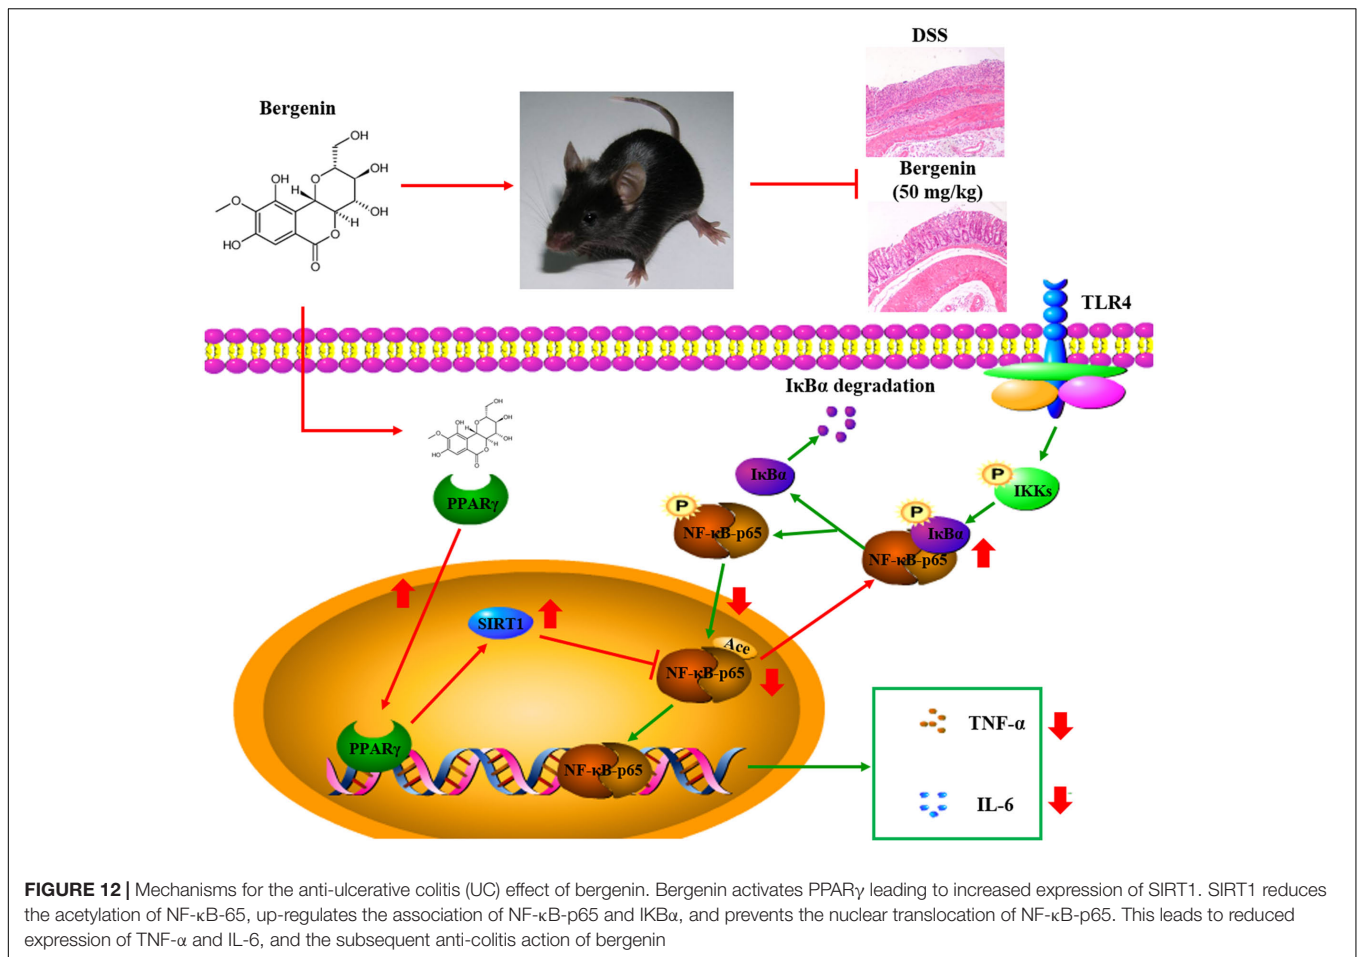 DSS
Bergenin
OH
OH
OH
OH
O
O
H
H
O
HO
O
O
Bergenin
(50 mg/kg)
TLR4
IκBα degradation
OH
OH
OH
OH
O
O
H
H
O
HO
O
O
PPARγ
IκBα
P
IKKs
P
NF-κB-p65
P
IκBα
NF-κB-p65
SIRT1
Ace
NF-κB-p65
PPARγ
NF-κB-p65
TNF-α
IL-6
FIGURE 12 | Mechanisms for the anti-ulcerative colitis (UC) effect of bergenin. Bergenin activates PPARγ leading to increased expression of SIRT1. SIRT1 reduces
the acetylation of NF-κB-65, up-regulates the association of NF-κB-p65 and IKBα, and prevents the nuclear translocation of NF-κB-p65. This leads to reduced
expression of TNF-α and IL-6, and the subsequent anti-colitis action of bergenin